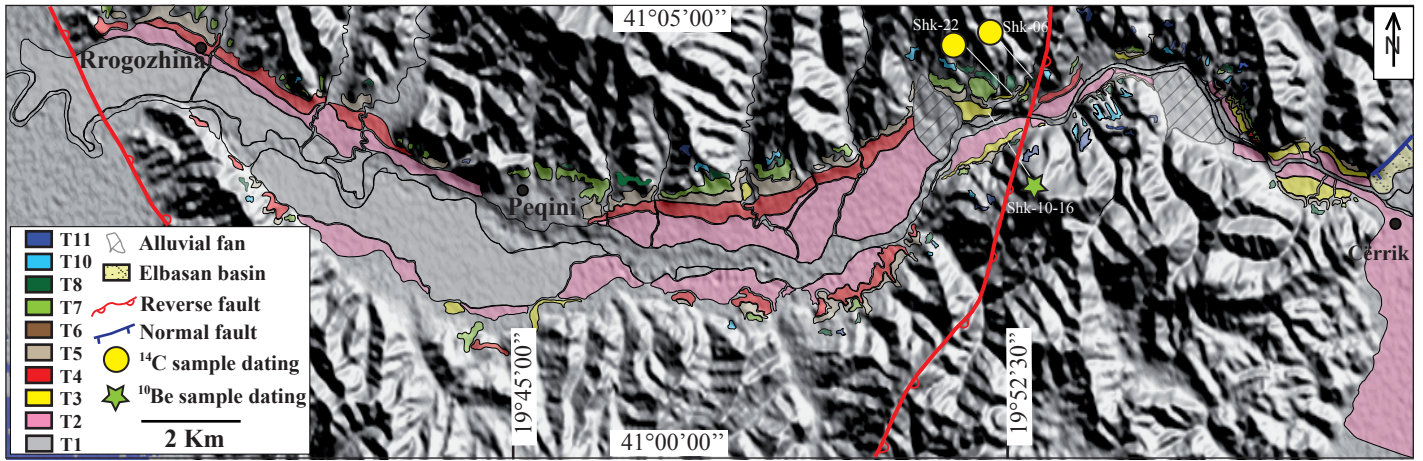 41°05’00’’
Shk-22
Shk-06
N
Rrogozhina
Peqini
Shk-10-16
Cërrik
T11
T10
T8
T7
T6
T5
T4
T3
T2
T1
Alluvial fan
Elbasan basin
Reverse fault
Normal fault
¹⁴C sample dating
¹⁰Be sample dating
2 Km
19°45’00’’
41°00’00’’
19°52’30’’